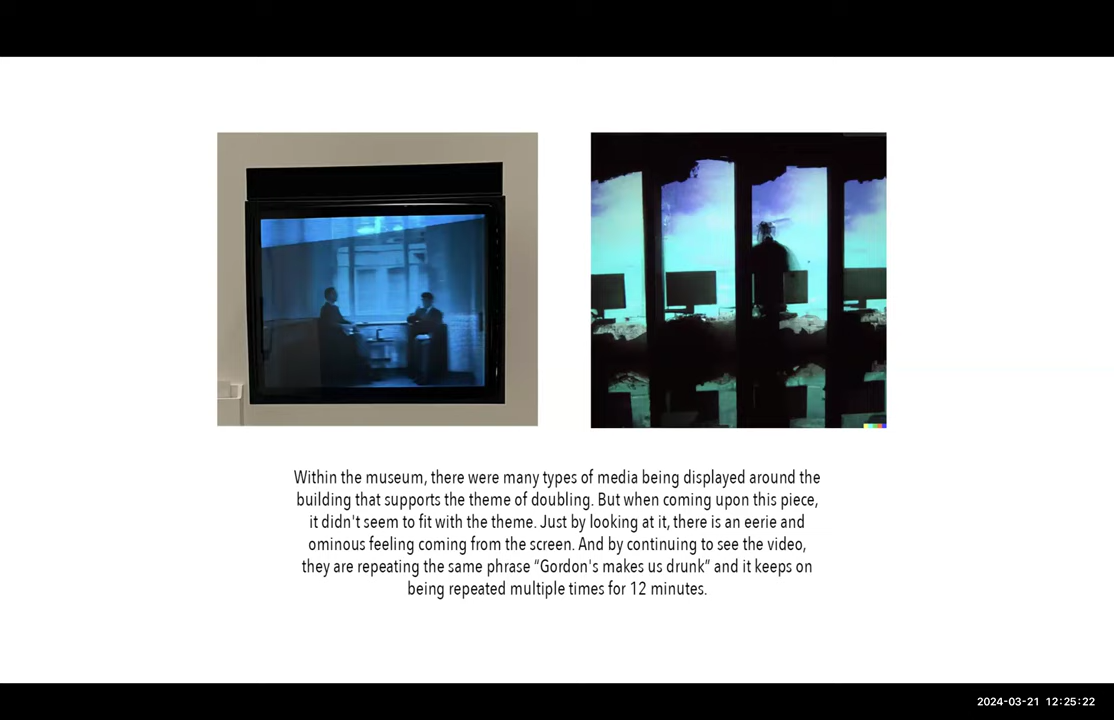 Within the museum, there were many types of media being displayed around the
building that supports the theme of doubling. But when coming upon this piece,
it didn't seem to fit with the theme. Just by looking at it, there is an eerie and
ominous feeling coming from the screen. And by continuing to see the video,
they are repeating the same phrase “Gordon's makes us drunk” and it keeps on
being repeated multiple times for 12 minutes.
2024-03-21 12:25:22